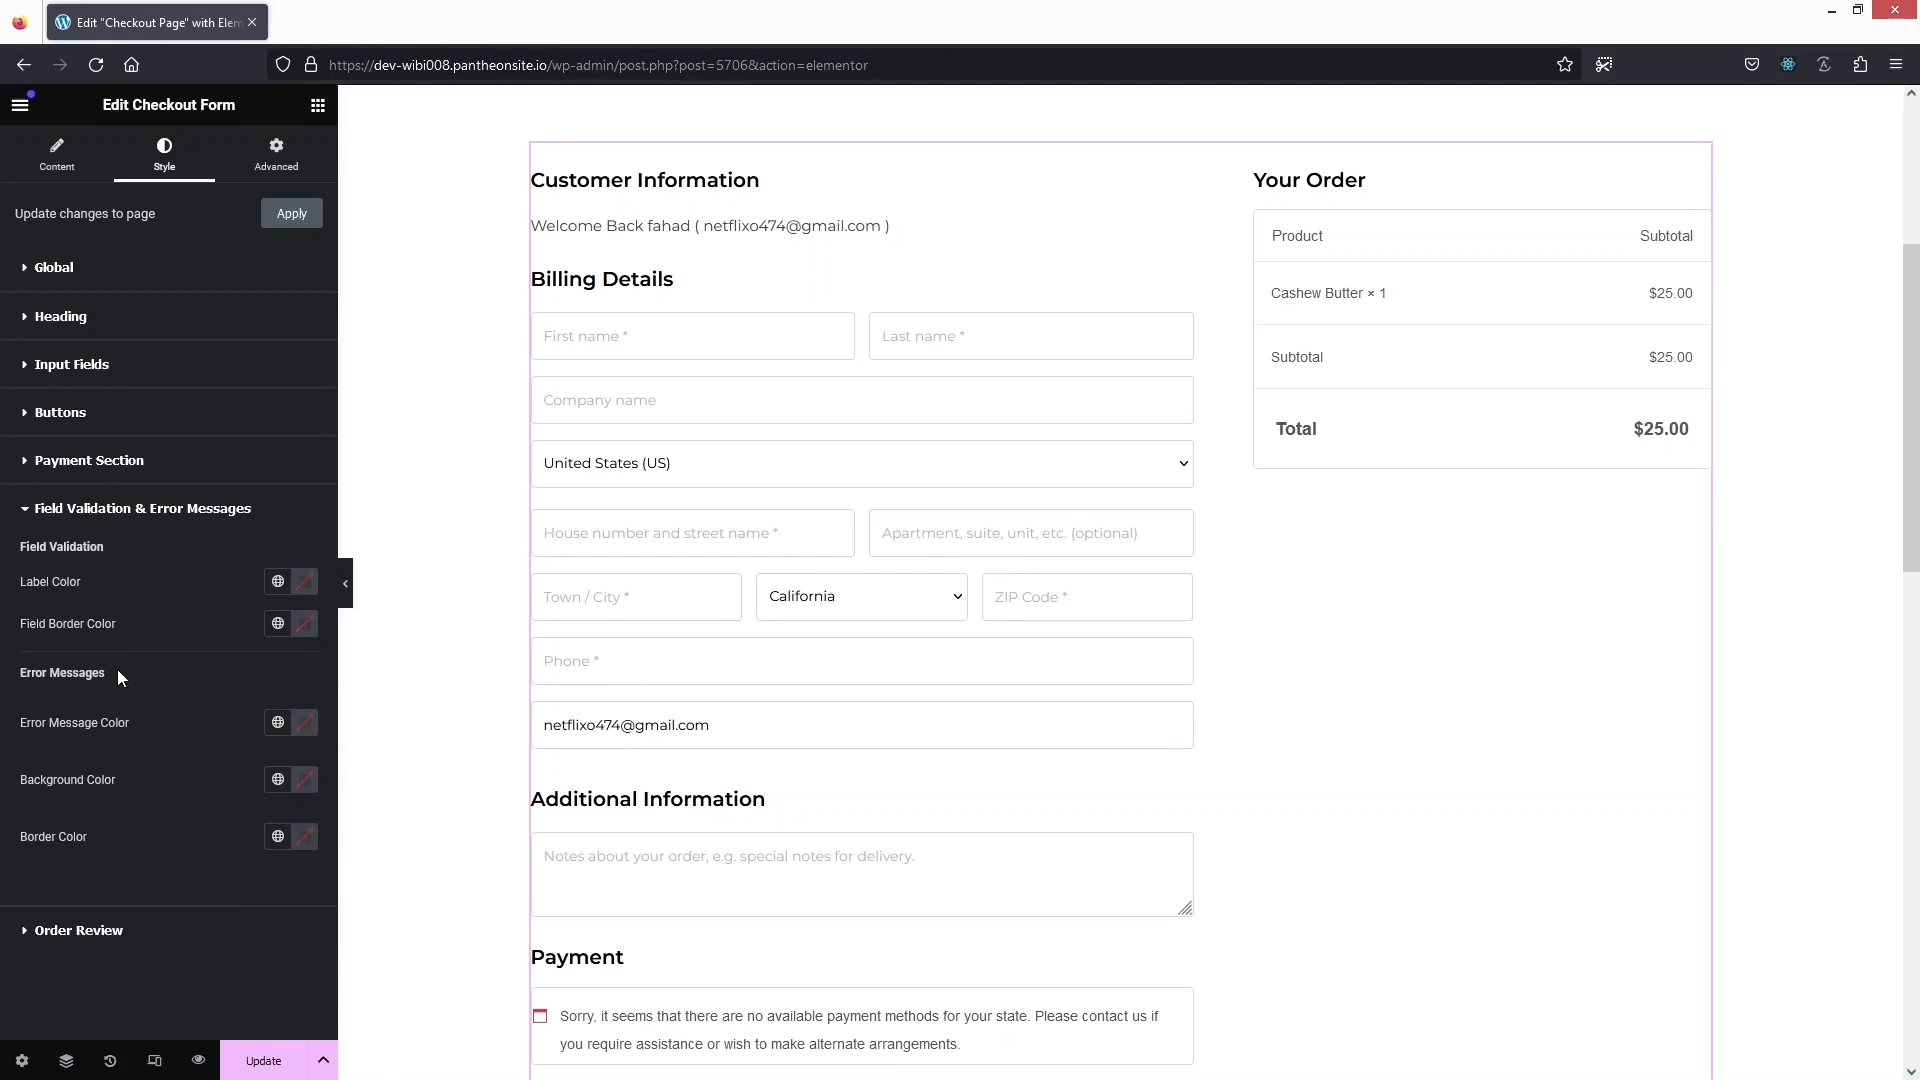 Edit "Checkout Page" with Elem
https://dev-wibi008.pantheonsite.io/wp-admin/post.php?post=5706&action=elementor
Edit Checkout Form
Content
Style
Advanced
Update changes to page
Apply
Global
Heading
Input Fields
Buttons
Payment Section
Field Validation & Error Messages
Field Validation
Label Color
Field Border Color
Error Messages
Error Message Color
Background Color
Border Color
Order Review
Update
Customer Information
Welcome Back fahad ( netflixo474@gmail.com )
Billing Details
First name *
Last name *
Company name
United States (US)
House number and street name *
Apartment, suite, unit, etc. (optional)
Town / City *
California
ZIP Code *
Phone *
netflixo474@gmail.com
Additional Information
Notes about your order, e.g. special notes for delivery.
Payment
Sorry, it seems that there are no available payment methods for your state. Please contact us if
you require assistance or wish to make alternate arrangements.
Your Order
Product Subtotal
Cashew Butter × 1 $25.00
Subtotal $25.00
Total $25.00